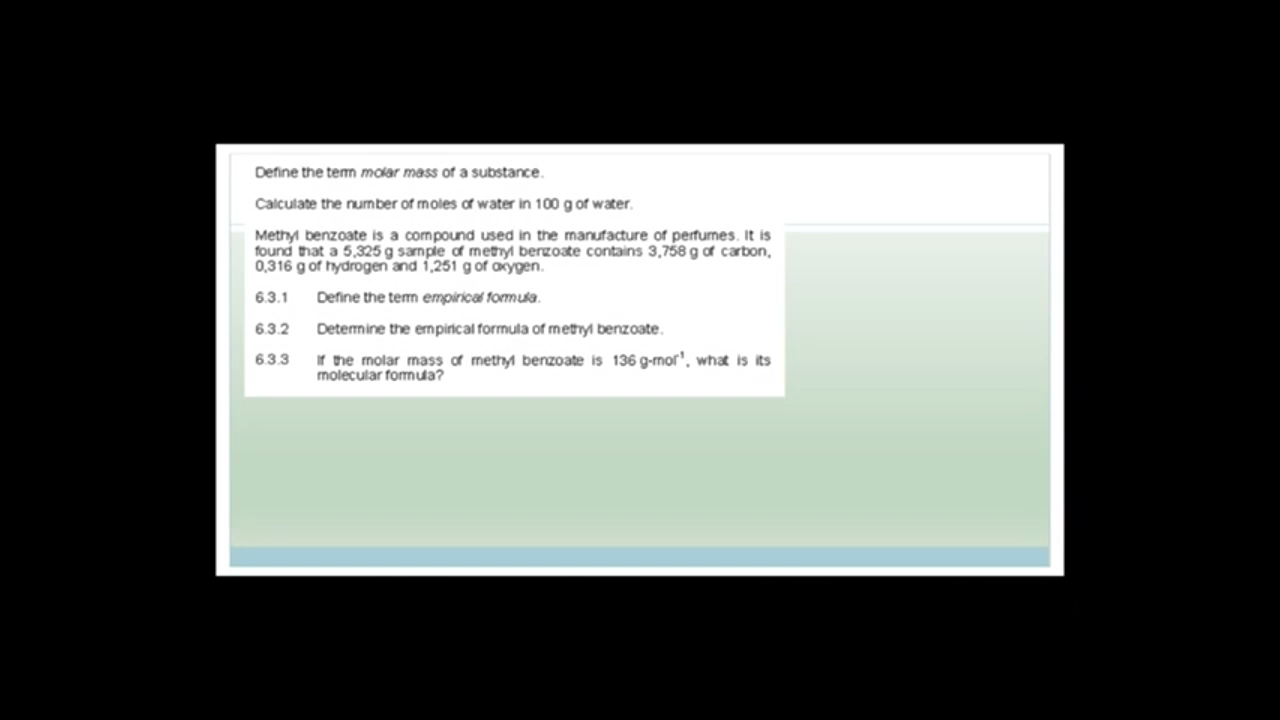 Define the term molar mass of a substance.
Calculate the number of moles of water in 100 g of water.
Methyl benzoate is a compound used in the manufacture of perfumes. It is
found that a 5,325 g sample of methyl benzoate contains 3,758 g of carbon,
0,316 g of hydrogen and 1,251 g of oxygen.
6.3.1 Define the term empirical formula.
6.3.2 Determine the empirical formula of methyl benzoate.
6.3.3 If the molar mass of methyl benzoate is 136 g·mol⁻¹, what is its
molecular formula?